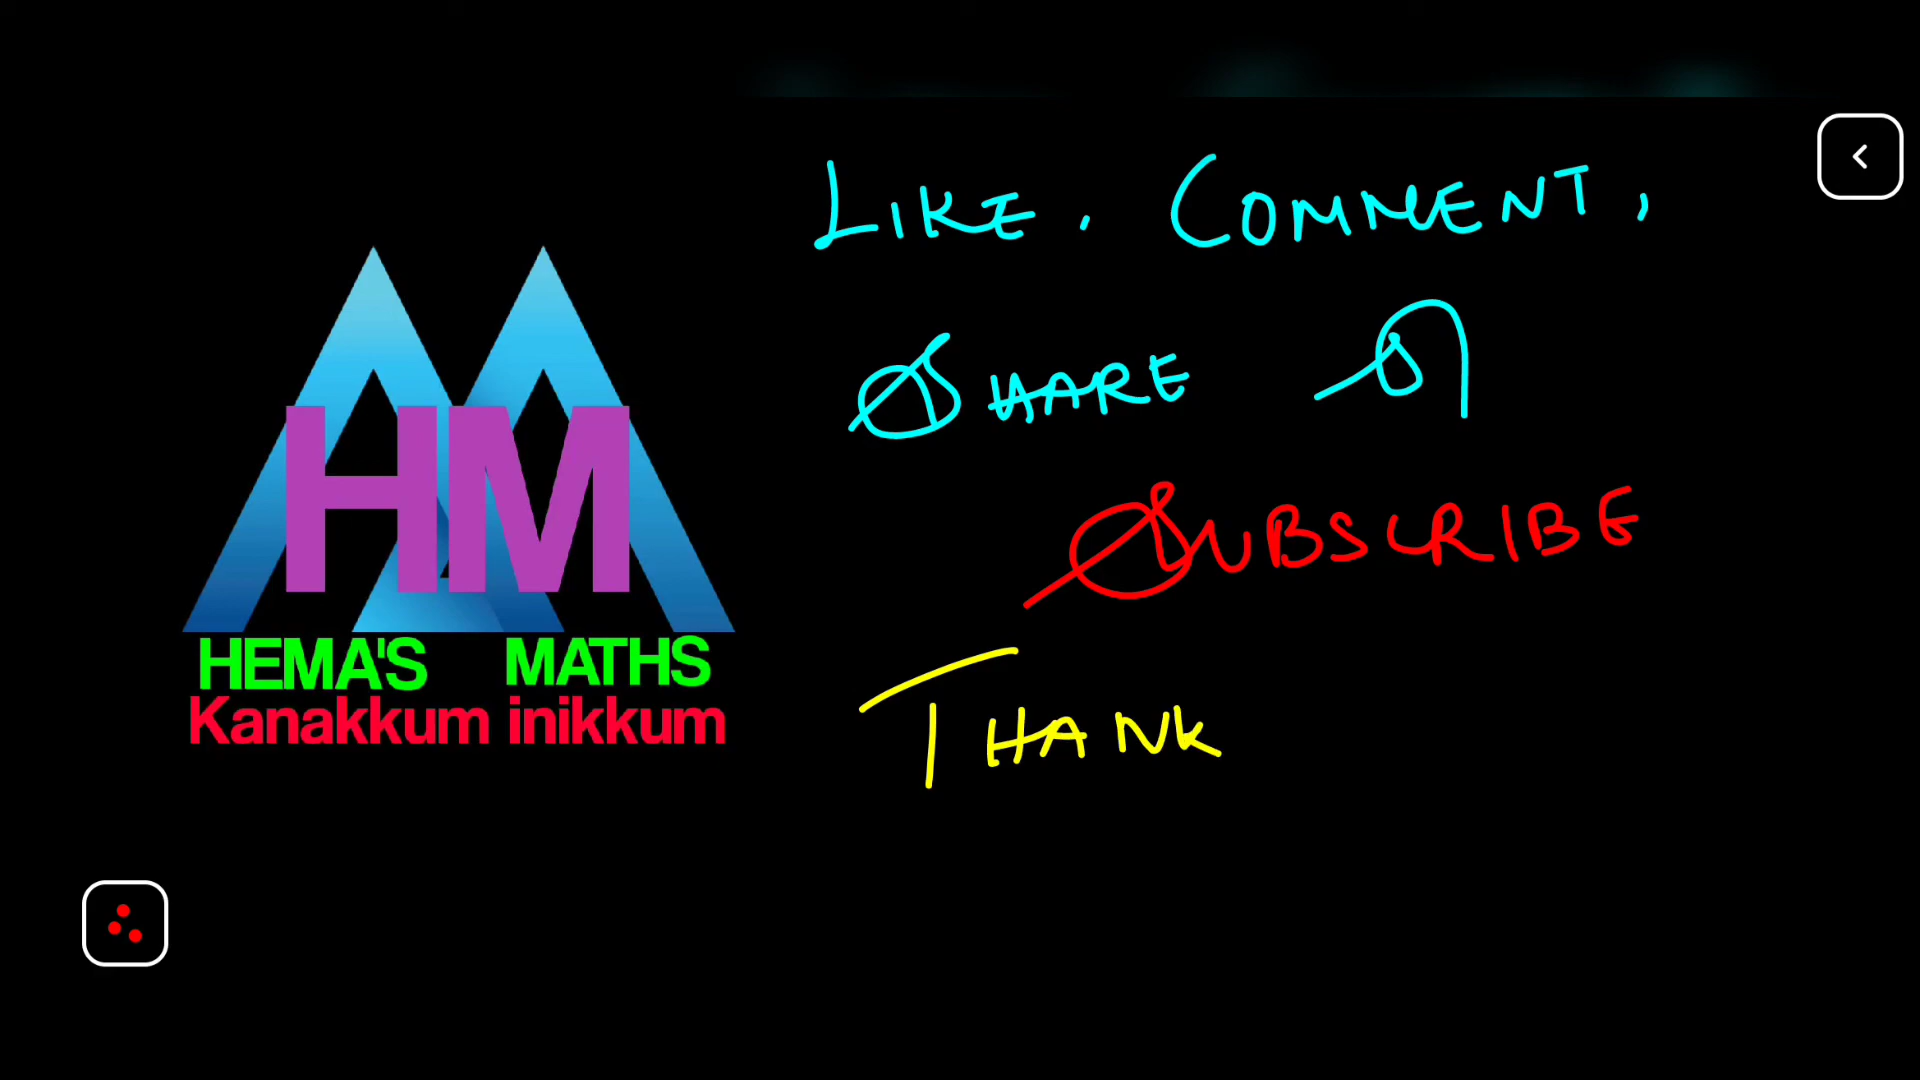 LIKE, COMMENT,
SHARE
SUBSCRIBE
THANK
HM
HEMA'S MATHS
Kanakkum inikkum